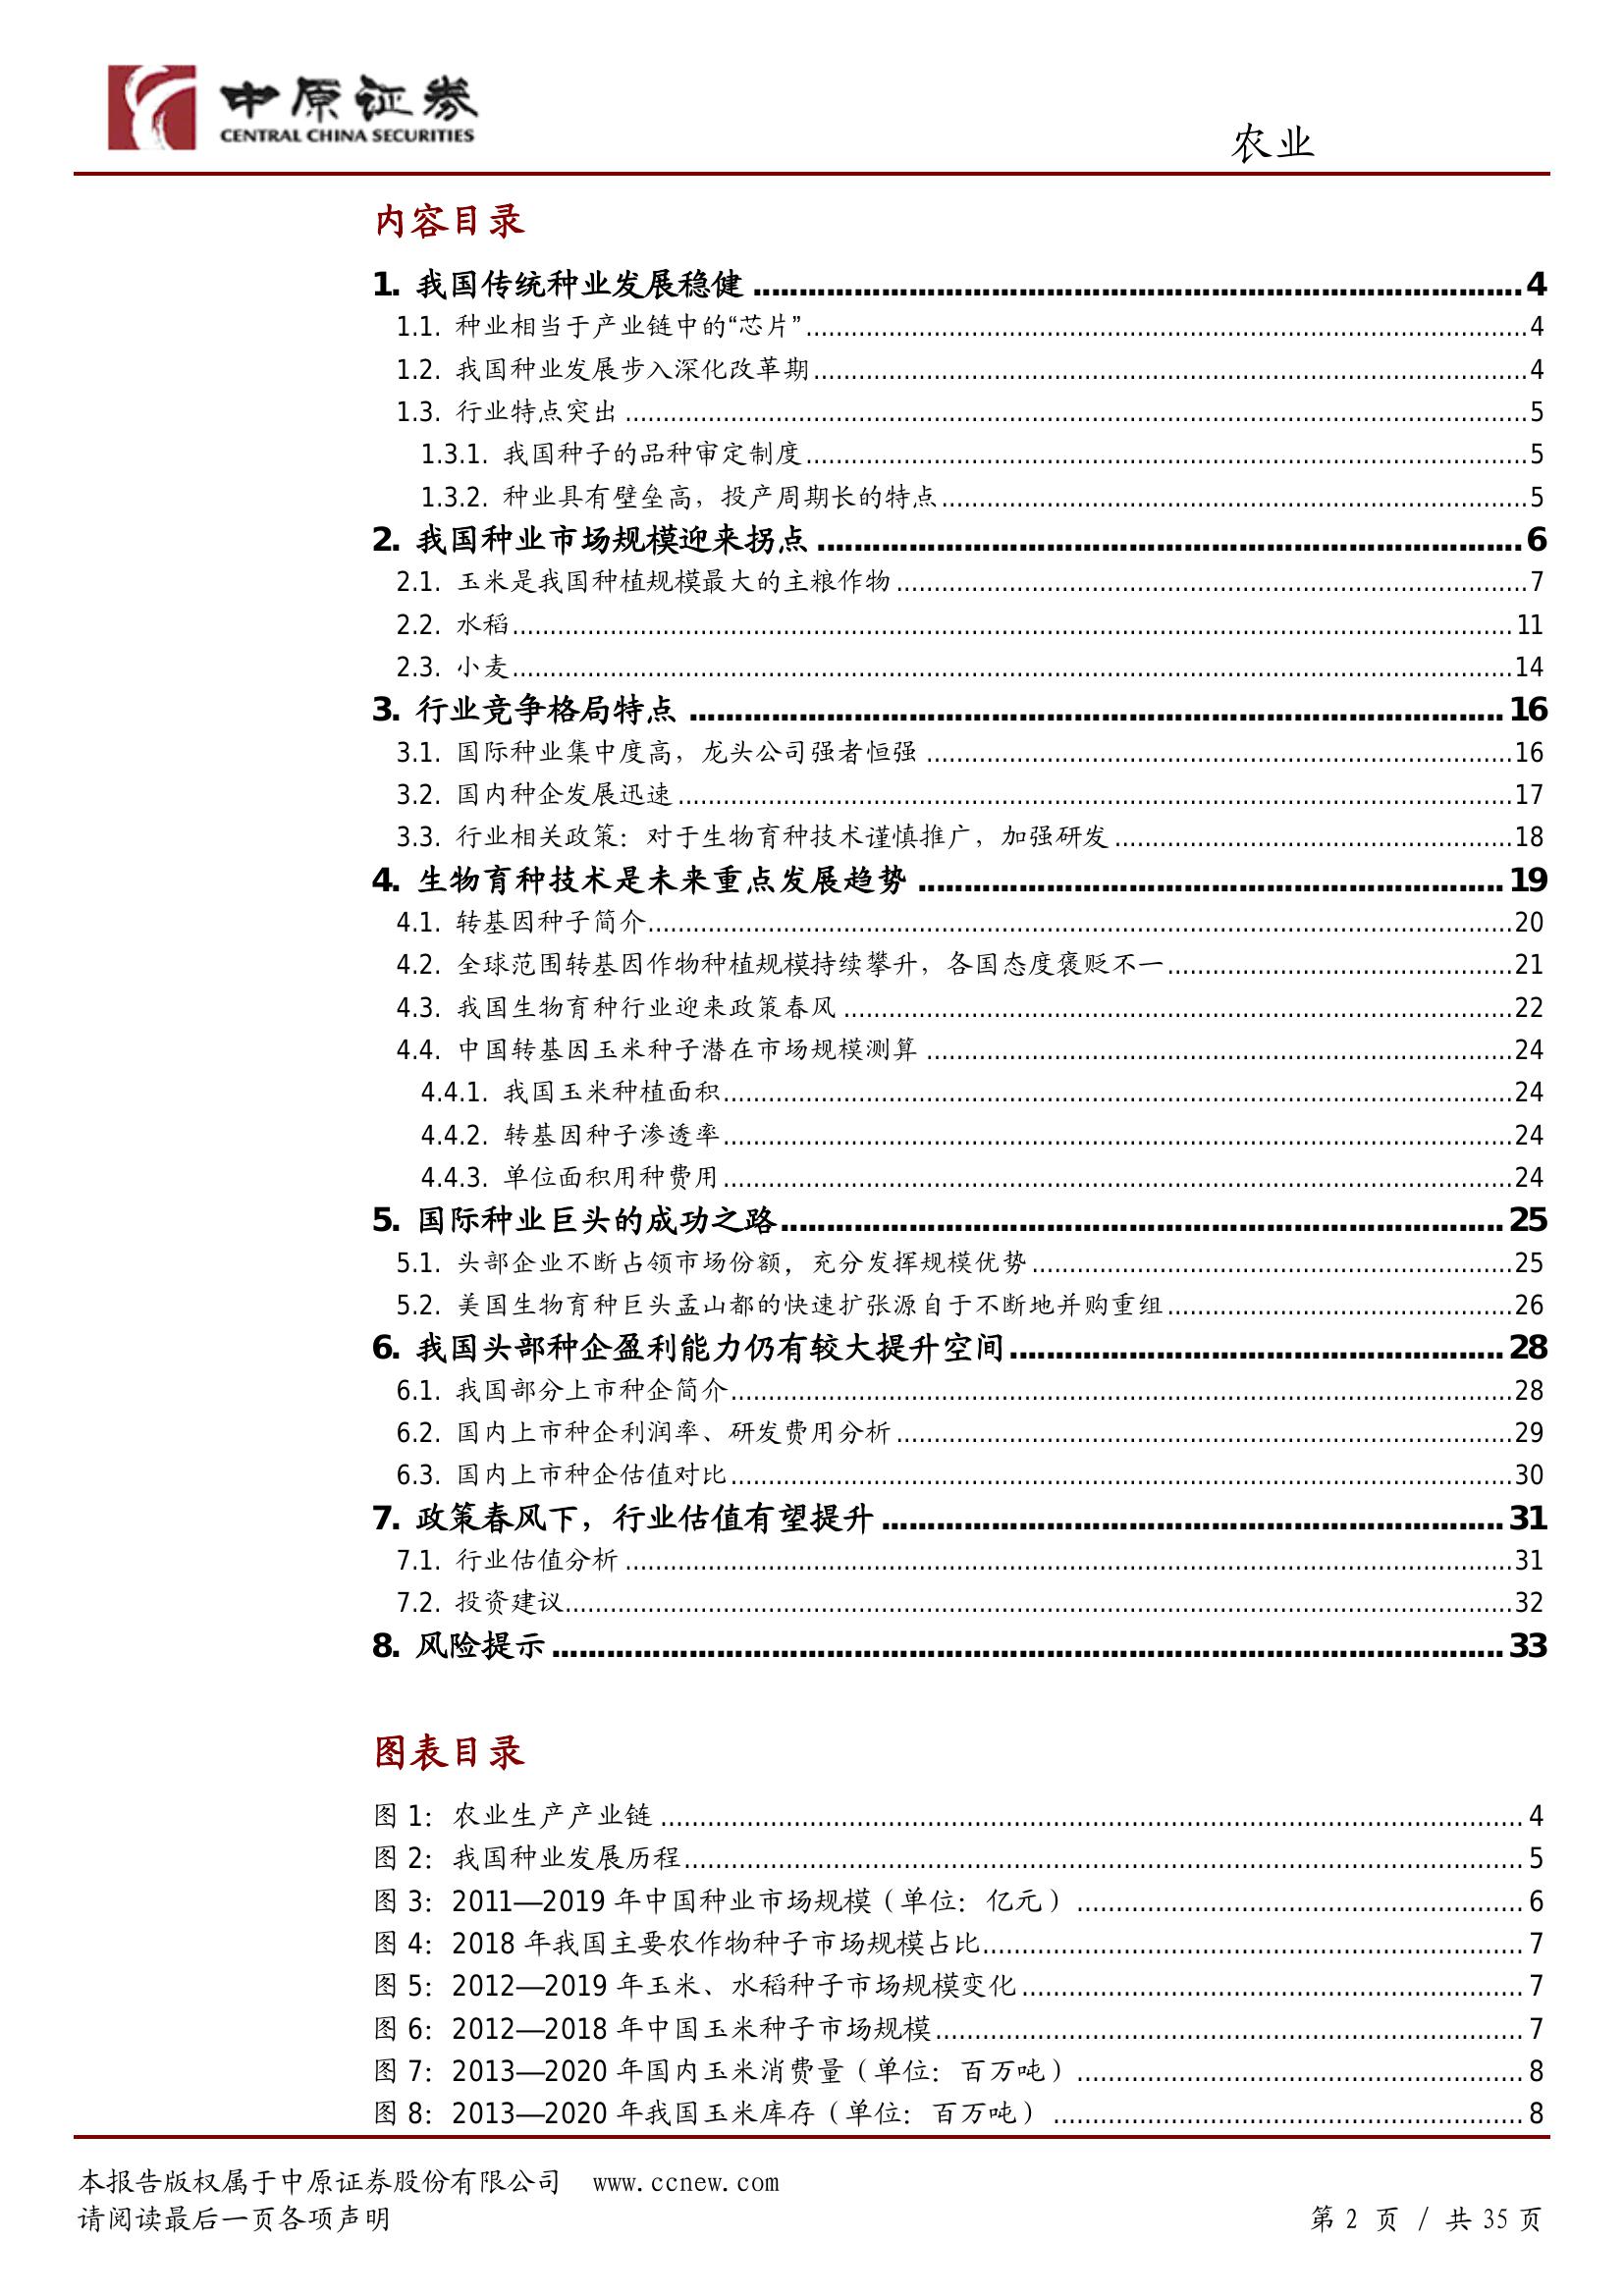 中原证券
CENTRAL CHINA SECURITIES
农业
内容目录
1. 我国传统种业发展稳健 ........ 4
1.1. 种业相当于产业链中的“芯片” ........ 4
1.2. 我国种业发展步入深化改革期 ........ 4
1.3. 行业特点突出 ........ 5
1.3.1. 我国种子的品种审定制度 ........ 5
1.3.2. 种业具有壁垒高，投产周期长的特点 ........ 5
2. 我国种业市场规模迎来拐点 ........ 6
2.1. 玉米是我国种植规模最大的主粮作物 ........ 7
2.2. 水稻 ........ 11
2.3. 小麦 ........ 14
3. 行业竞争格局特点 ........ 16
3.1. 国际种业集中度高，龙头公司强者恒强 ........ 16
3.2. 国内种企发展迅速 ........ 17
3.3. 行业相关政策：对于生物育种技术谨慎推广，加强研发 ........ 18
4. 生物育种技术是未来重点发展趋势 ........ 19
4.1. 转基因种子简介 ........ 20
4.2. 全球范围转基因作物种植规模持续攀升，各国态度褒贬不一 ........ 21
4.3. 我国生物育种行业迎来政策春风 ........ 22
4.4. 中国转基因玉米种子潜在市场规模测算 ........ 24
4.4.1. 我国玉米种植面积 ........ 24
4.4.2. 转基因种子渗透率 ........ 24
4.4.3. 单位面积用种费用 ........ 24
5. 国际种业巨头的成功之路 ........ 25
5.1. 头部企业不断占领市场份额，充分发挥规模优势 ........ 25
5.2. 美国生物育种巨头孟山都的快速扩张源自于不断地并购重组 ........ 26
6. 我国头部种企盈利能力仍有较大提升空间 ........ 28
6.1. 我国部分上市种企简介 ........ 28
6.2. 国内上市种企利润率、研发费用分析 ........ 29
6.3. 国内上市种企估值对比 ........ 30
7. 政策春风下，行业估值有望提升 ........ 31
7.1. 行业估值分析 ........ 31
7.2. 投资建议 ........ 32
8. 风险提示 ........ 33
图表目录
图 1：农业生产产业链 ........ 4
图 2：我国种业发展历程 ........ 5
图 3：2011—2019 年中国种业市场规模（单位：亿元） ........ 6
图 4：2018 年我国主要农作物种子市场规模占比 ........ 7
图 5：2012—2019 年玉米、水稻种子市场规模变化 ........ 7
图 6：2012—2018 年中国玉米种子市场规模 ........ 7
图 7：2013—2020 年国内玉米消费量（单位：百万吨） ........ 8
图 8：2013—2020 年我国玉米库存（单位：百万吨） ........ 8
本报告版权属于中原证券股份有限公司 www.ccnew.com
请阅读最后一页各项声明 第 2 页 / 共 35 页